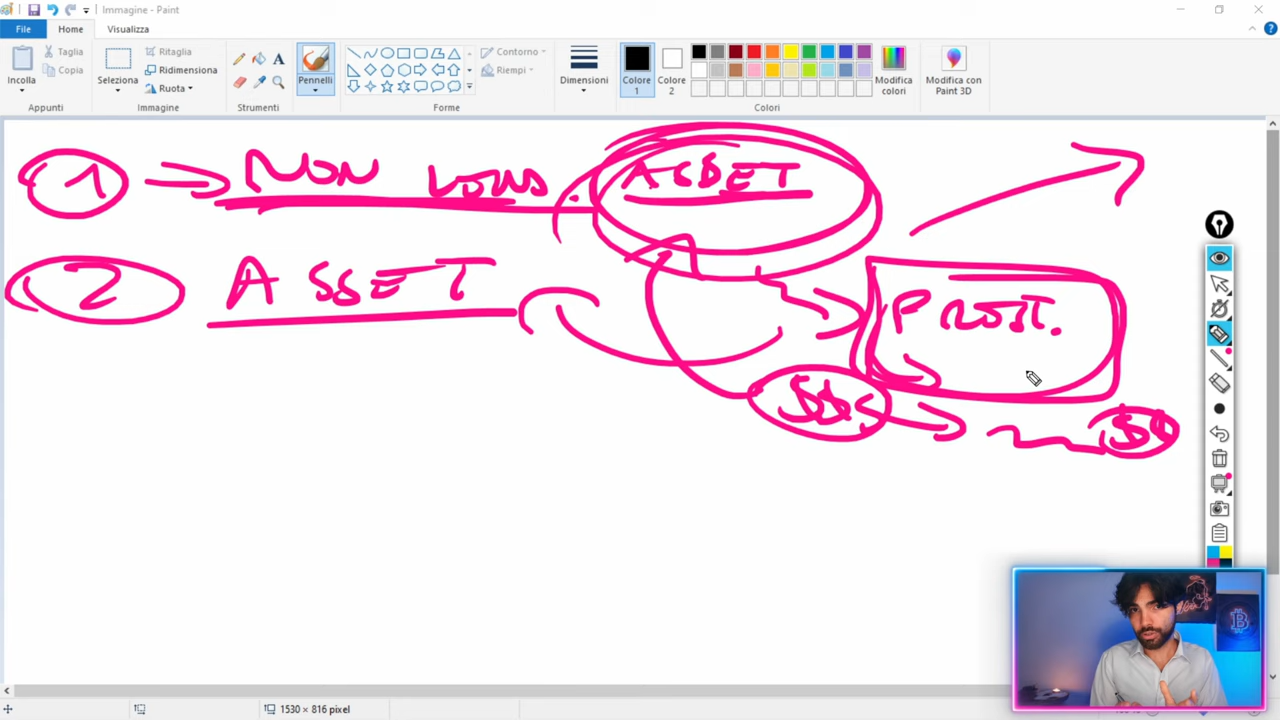 Immagine - Paint
File Home Visualizza
Incolla
Taglia
Copia
Appunti
Seleziona
Ritaglia
Ridimensiona
Ruota
Immagine
Strumenti
Pennelli
Contorno
Riempi
Forme
Dimensioni
Colore 1
Colore 2
Colori
Modifica colori
Modifica con Paint 3D
1 → NON ASSET
2 ASSET
$$$ $$
1530 × 816 pixel